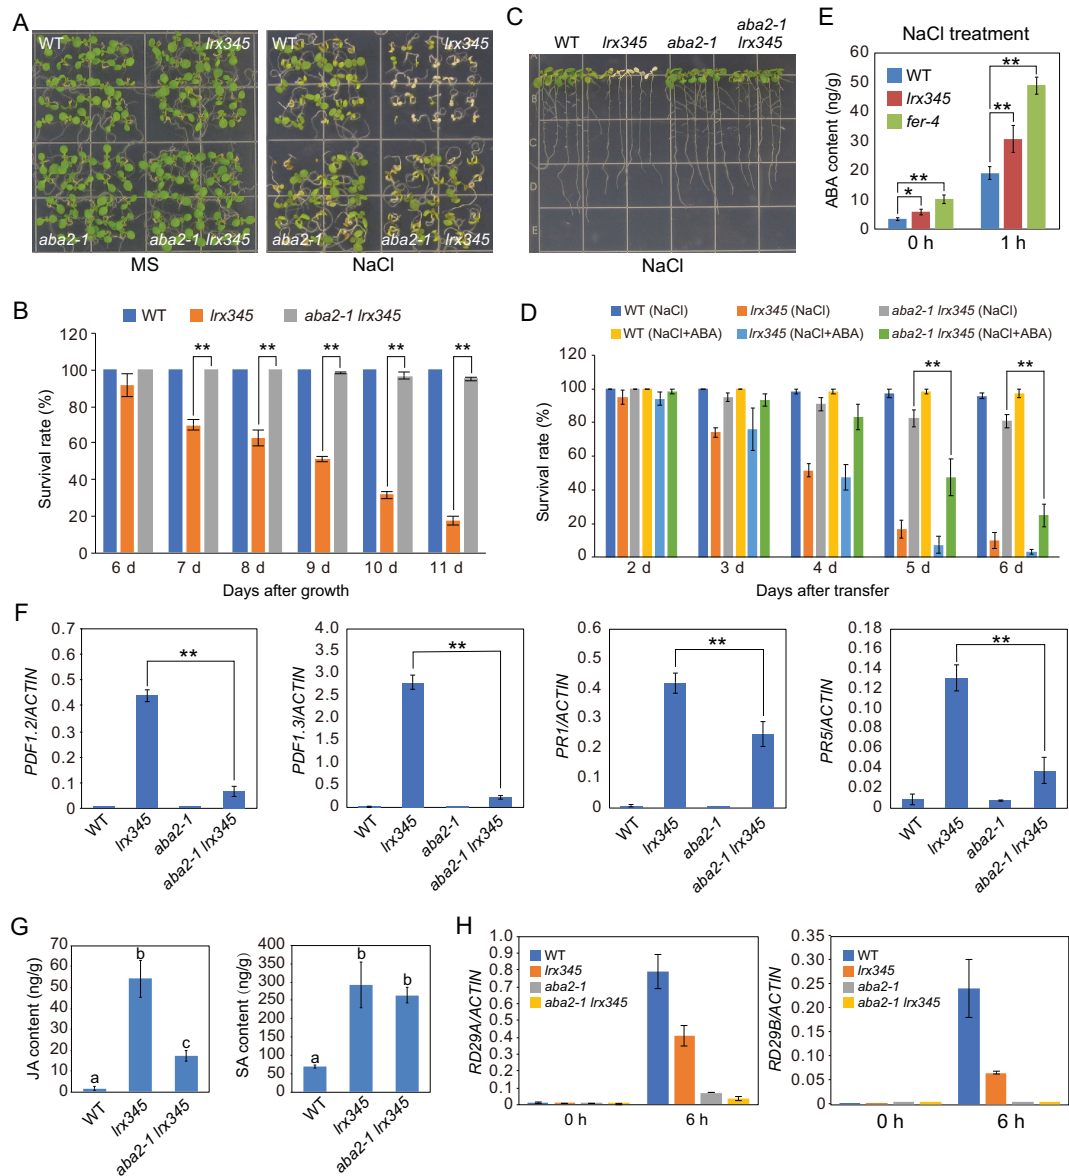 A
WT
lrx345
aba2-1
aba2-1 lrx345
MS
WT
lrx345
aba2-1
aba2-1 lrx345
NaCl
C
WT
lrx345
aba2-1
aba2-1
lrx345
NaCl
E
NaCl treatment
ABA content (ng/g)
60
50
40
30
20
10
0
WT
lrx345
fer-4
*
**
**
**
0 h
1 h
B
WT
lrx345
aba2-1 lrx345
Survival rate (%)
120
100
80
60
40
20
0
**
**
**
**
**
6 d
7 d
8 d
9 d
10 d
11 d
Days after growth
D
WT (NaCl)
lrx345 (NaCl)
aba2-1 lrx345 (NaCl)
WT (NaCl+ABA)
lrx345 (NaCl+ABA)
aba2-1 lrx345 (NaCl+ABA)
Survival rate (%)
120
100
80
60
40
20
0
**
**
2 d
3 d
4 d
5 d
6 d
Days after transfer
F
PDF1.2/ACTIN
0.7
0.6
0.5
0.4
0.3
0.2
0.1
0
**
WT
lrx345
aba2-1
aba2-1 lrx345
PDF1.3/ACTIN
4.0
3.5
3.0
2.5
2.0
1.5
1.0
0.5
0
**
WT
lrx345
aba2-1
aba2-1 lrx345
PR1/ACTIN
0.6
0.5
0.4
0.3
0.2
0.1
0
**
WT
lrx345
aba2-1
aba2-1 lrx345
PR5/ACTIN
0.18
0.16
0.14
0.12
0.10
0.08
0.06
0.04
0.02
0
**
WT
lrx345
aba2-1
aba2-1 lrx345
G
JA content (ng/g)
70
60
50
40
30
20
10
0
a
b
c
WT
lrx345
aba2-1 lrx345
SA content (ng/g)
400
350
300
250
200
150
100
50
0
a
b
b
WT
lrx345
aba2-1 lrx345
H
RD29A/ACTIN
1.0
0.9
0.8
0.7
0.6
0.5
0.4
0.3
0.2
0.1
0
WT
lrx345
aba2-1
aba2-1 lrx345
0 h
6 h
RD29B/ACTIN
0.35
0.30
0.25
0.20
0.15
0.10
0.05
0
WT
lrx345
aba2-1
aba2-1 lrx345
0 h
6 h